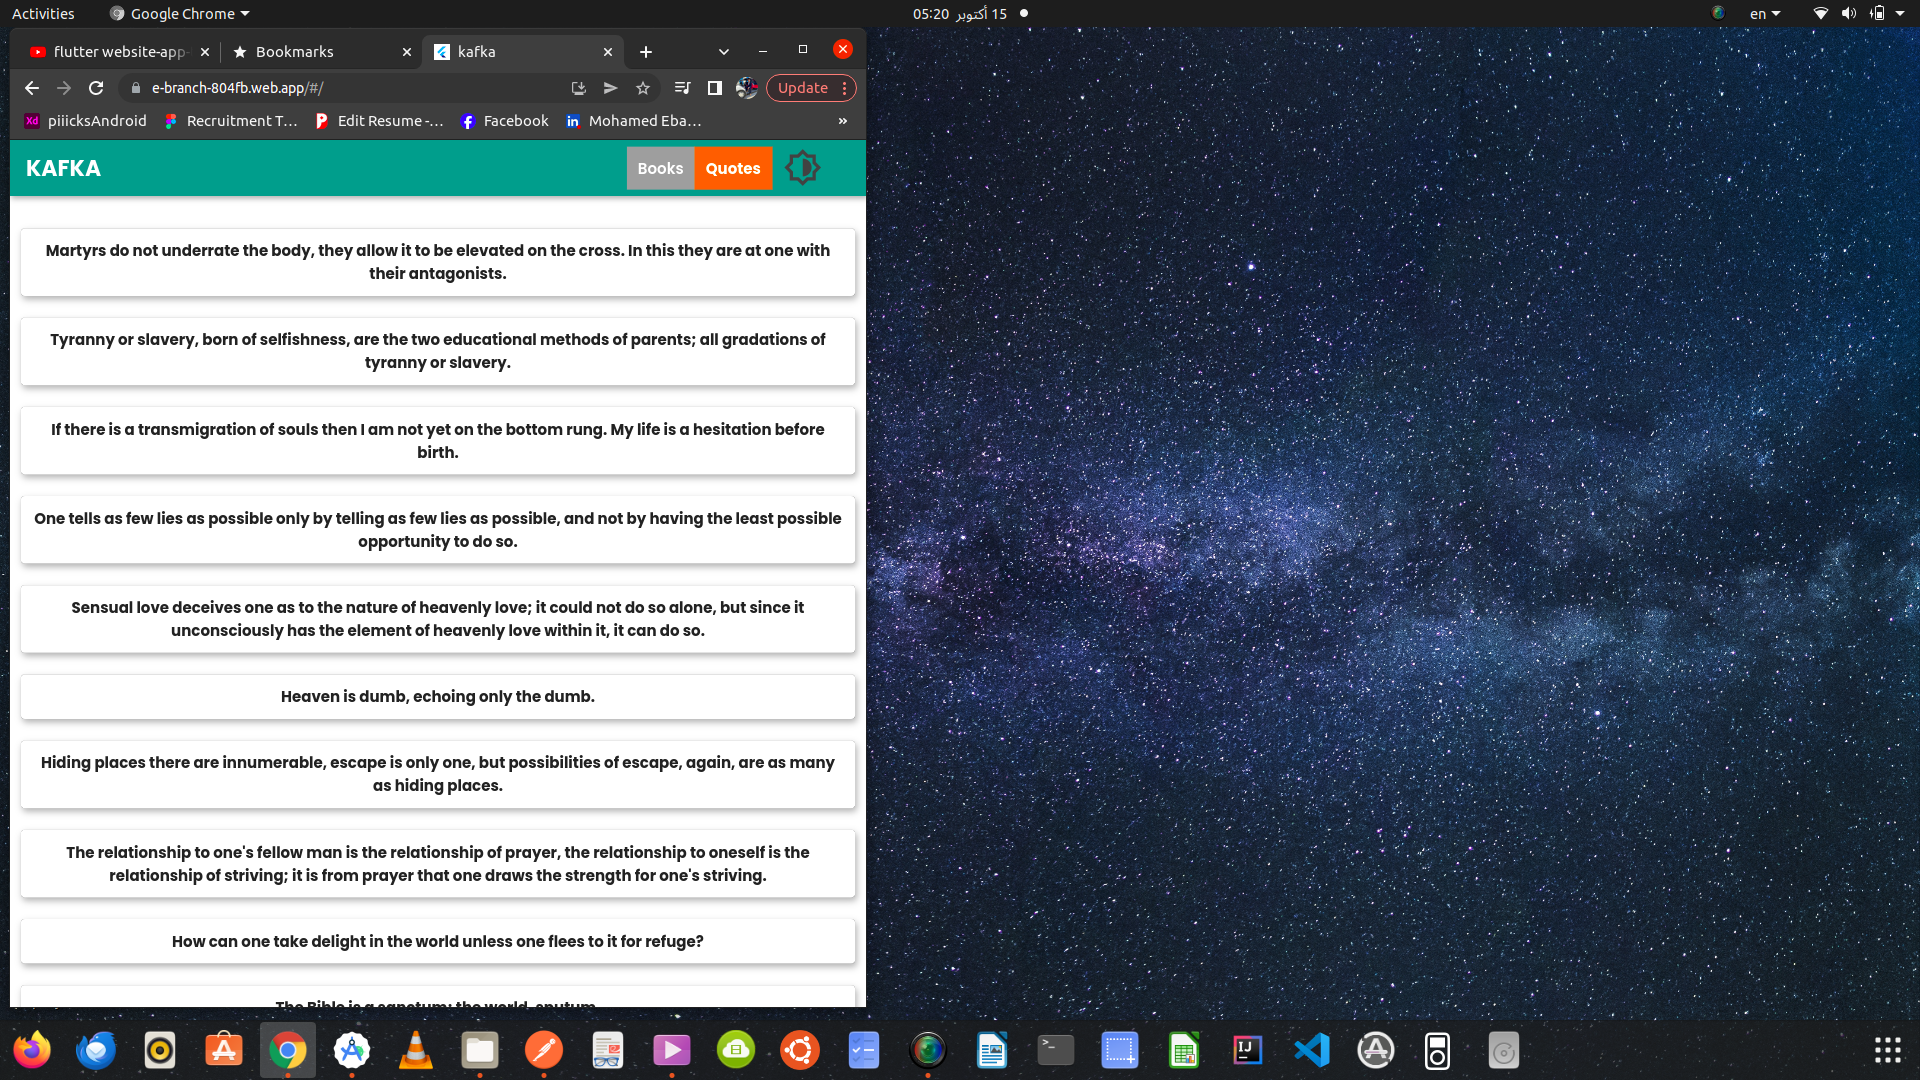 Activities
Google Chrome
15 أكتوبر 05:20
en
flutter website-app-
Bookmarks
kafka
e-branch-804fb.web.app/#/
Update
piiicksAndroid
Recruitment T...
Edit Resume -...
Facebook
Mohamed Eba...
»
KAFKA
Books
Quotes
Martyrs do not underrate the body, they allow it to be elevated on the cross. In this they are at one with
their antagonists.
Tyranny or slavery, born of selfishness, are the two educational methods of parents; all gradations of
tyranny or slavery.
If there is a transmigration of souls then I am not yet on the bottom rung. My life is a hesitation before
birth.
One tells as few lies as possible only by telling as few lies as possible, and not by having the least possible
opportunity to do so.
Sensual love deceives one as to the nature of heavenly love; it could not do so alone, but since it
unconsciously has the element of heavenly love within it, it can do so.
Heaven is dumb, echoing only the dumb.
Hiding places there are innumerable, escape is only one, but possibilities of escape, again, are as many
as hiding places.
The relationship to one's fellow man is the relationship of prayer, the relationship to oneself is the
relationship of striving; it is from prayer that one draws the strength for one's striving.
How can one take delight in the world unless one flees to it for refuge?
The Bible is a sanctum; the world, sputum.